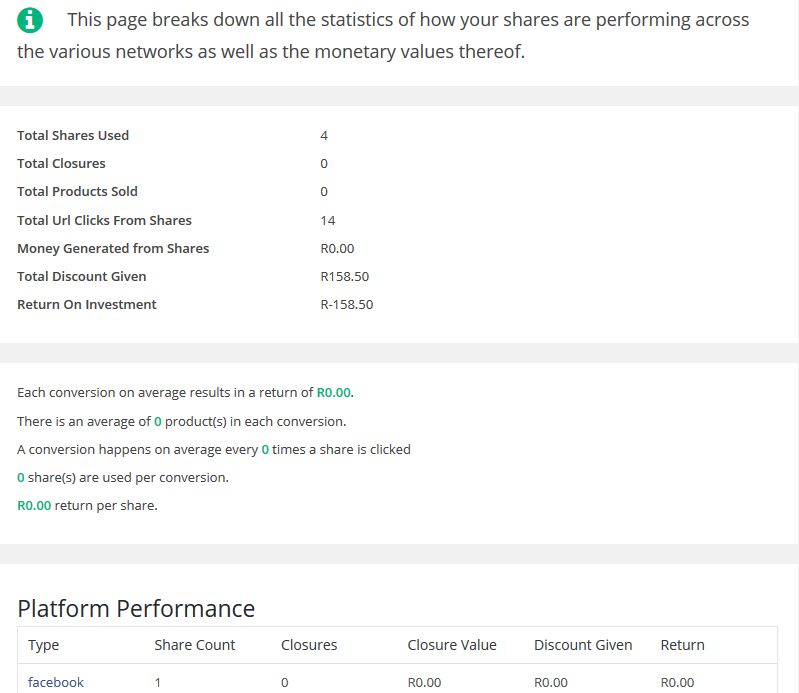 This page breaks down all the statistics of how your shares are performing across
the various networks as well as the monetary values thereof.
Total Shares Used 4
Total Closures 0
Total Products Sold 0
Total Url Clicks From Shares 14
Money Generated from Shares R0.00
Total Discount Given R158.50
Return On Investment R-158.50
Each conversion on average results in a return of R0.00.
There is an average of 0 product(s) in each conversion.
A conversion happens on average every 0 times a share is clicked
0 share(s) are used per conversion.
R0.00 return per share.
Platform Performance
Type Share Count Closures Closure Value Discount Given Return
facebook 1 0 R0.00 R0.00 R0.00